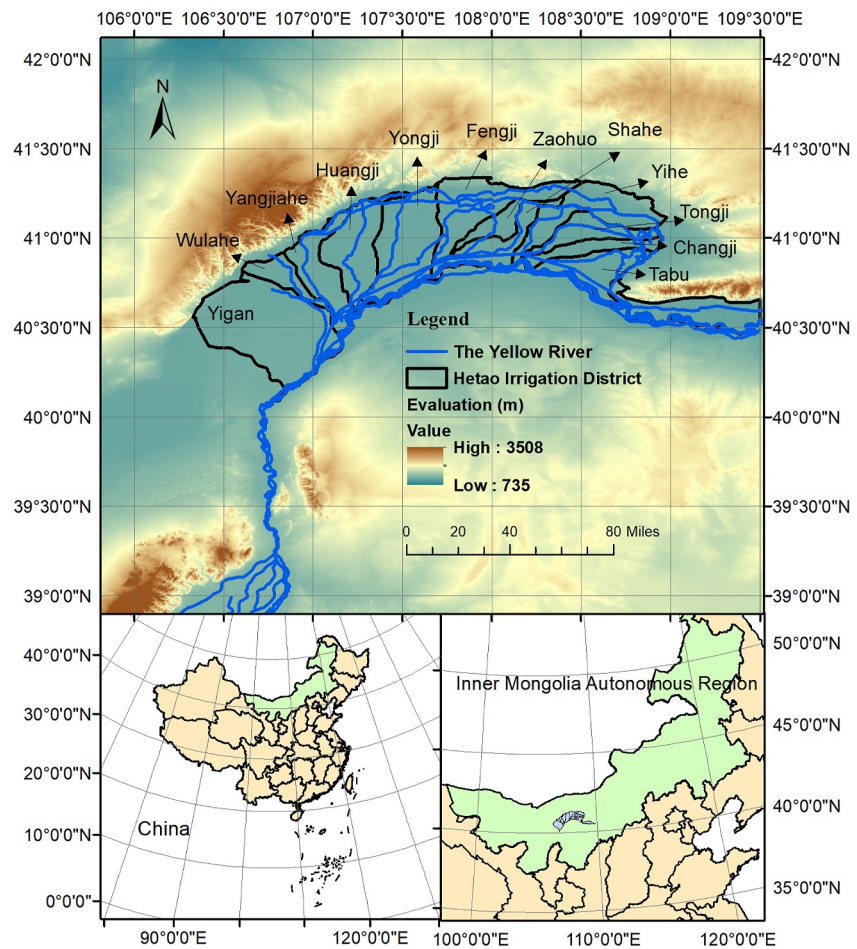 106°0'0"E 106°30'0"E 107°0'0"E 107°30'0"E 108°0'0"E 108°30'0"E 109°0'0"E 109°30'0"E
42°0'0"N 42°0'0"N
N
41°30'0"N 41°30'0"N
Yongji Fengji Zaohuo Shahe
Huangji Yihe
Yangjiahe Tongji
41°0'0"N 41°0'0"N
Wulahe Changji
Tabu
Yigan
40°30'0"N 40°30'0"N
Legend
The Yellow River
Hetao Irrigation District
Evaluation (m)
40°0'0"N 40°0'0"N
Value
High : 3508
Low : 735
39°30'0"N 39°30'0"N
0 20 40 80 Miles
39°0'0"N 39°0'0"N
40°0'0"N
30°0'0"N
20°0'0"N
10°0'0"N
0°0'0"
China
90°0'0"E 120°0'0"E
Inner Mongolia Autonomous Region
50°0'0"N
45°0'0"N
40°0'0"N
35°0'0"N
100°0'0"E 110°0'0"E 120°0'0"E